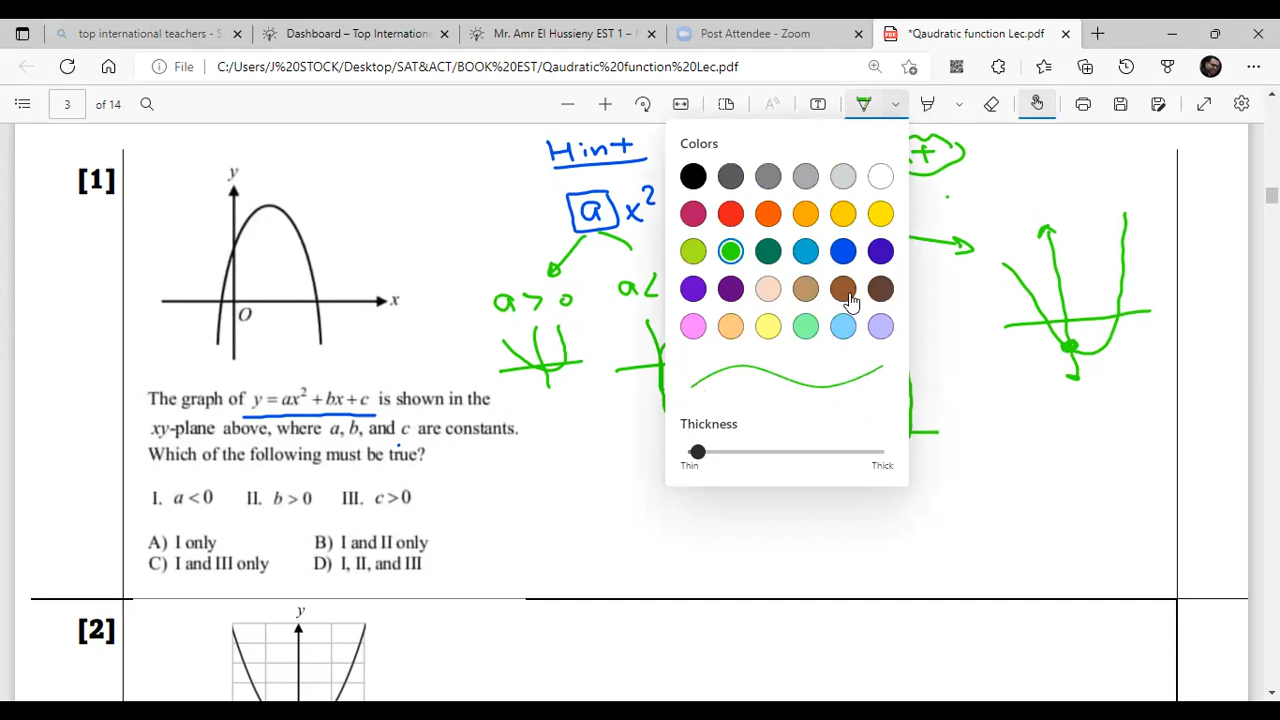 top international teachers - S
Dashboard – Top Internation
Mr. Amr El Hussieny EST 1 –
Post Attendee - Zoom
*Qaudratic function Lec.pdf
File
C:/Users/J%20STOCK/Desktop/SAT&ACT/BOOK%20EST/Qaudratic%20function%20Lec.pdf
3 of 14
Colors
Thickness
Thin Thick
Hint
a x²
a > 0
a <
+
[1]
y
x
O
The graph of y = ax² + bx + c is shown in the
xy-plane above, where a, b, and c are constants.
Which of the following must be true?
I. a < 0 II. b > 0 III. c > 0
A) I only B) I and II only
C) I and III only D) I, II, and III
[2]
y